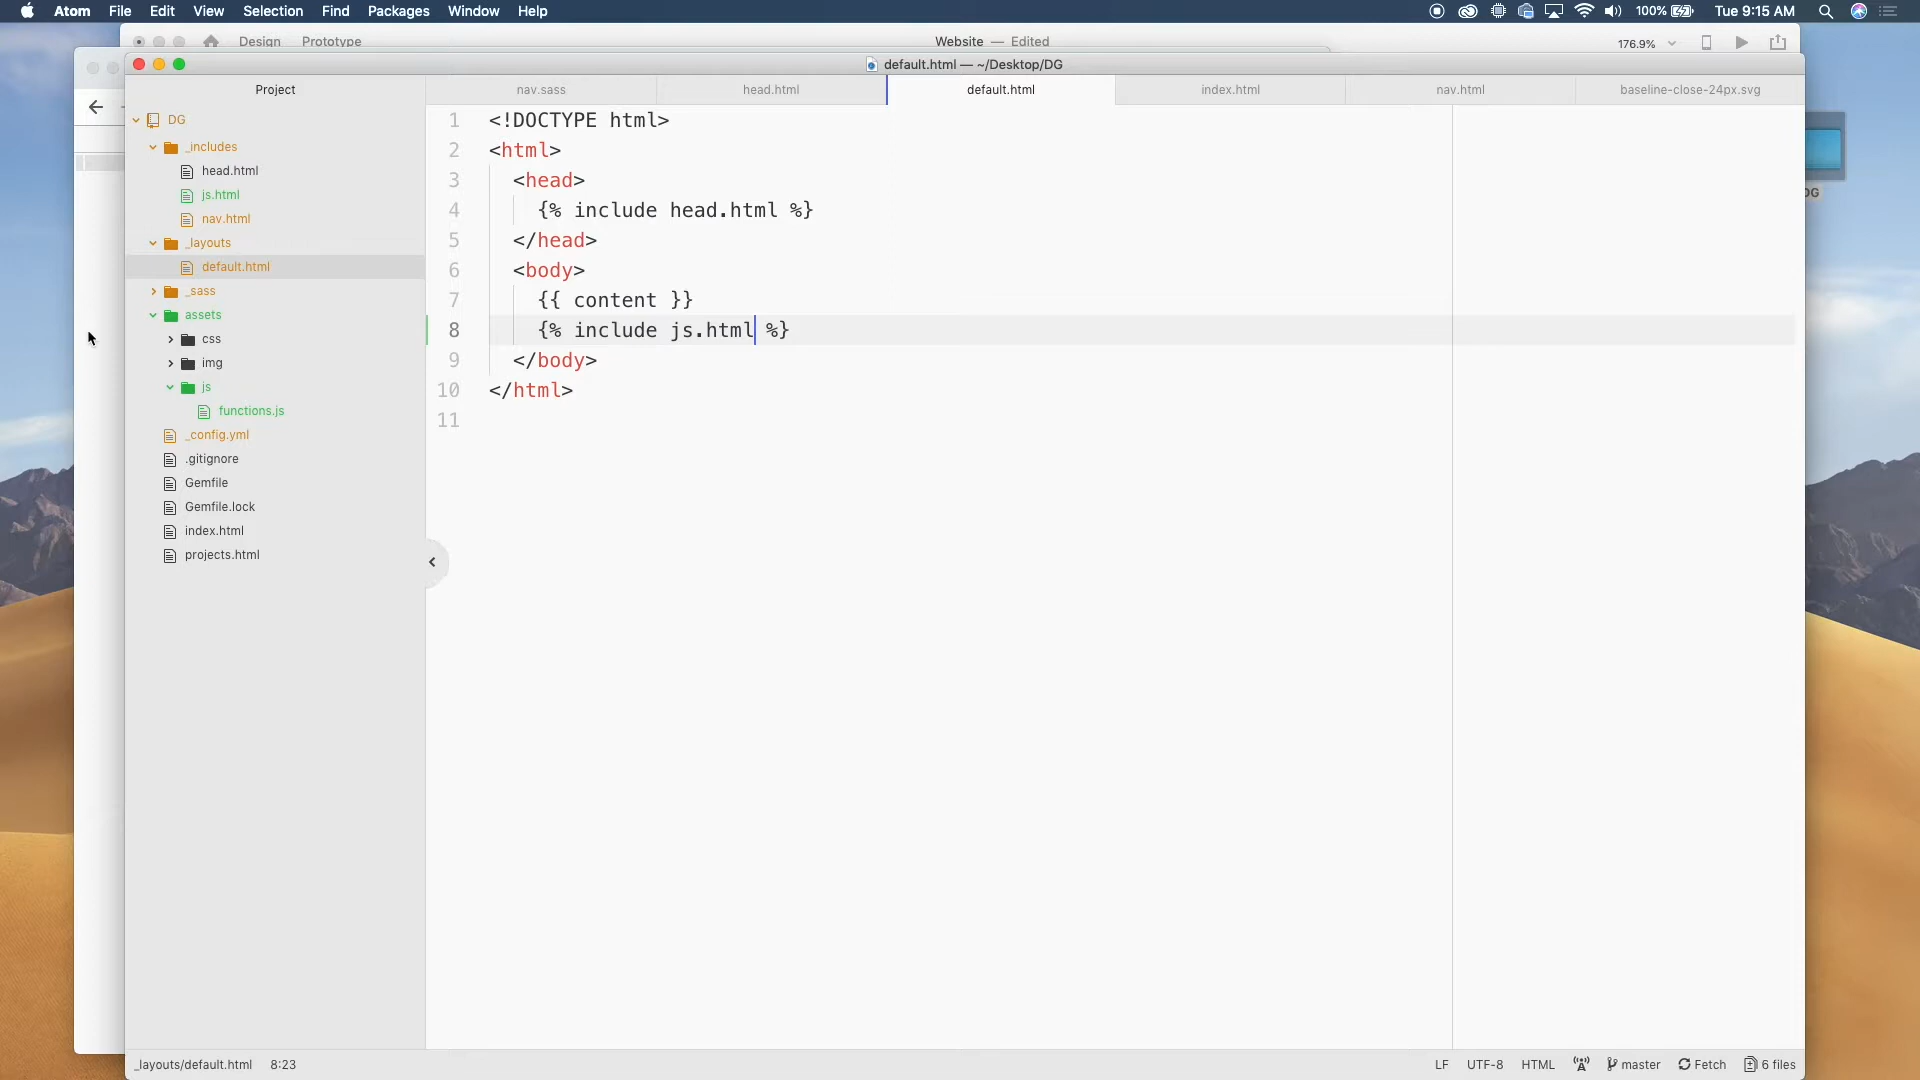 Atom File Edit View Selection Find Packages Window Help 100% Tue 9:15 AM
Design Prototype Website — Edited 176.9%
default.html — ~/Desktop/DG
Project nav.sass head.html default.html index.html nav.html baseline-close-24px.svg
DG
_includes
head.html
js.html
nav.html
_layouts
default.html
_sass
assets
css
img
js
functions.js
_config.yml
.gitignore
Gemfile
Gemfile.lock
index.html
projects.html
1 <!DOCTYPE html>
2 <html>
3 <head>
4 {% include head.html %}
5 </head>
6 <body>
7 {{ content }}
8 {% include js.html %}
9 </body>
10 </html>
11
DG
_layouts/default.html 8:23 LF UTF-8 HTML master Fetch 6 files